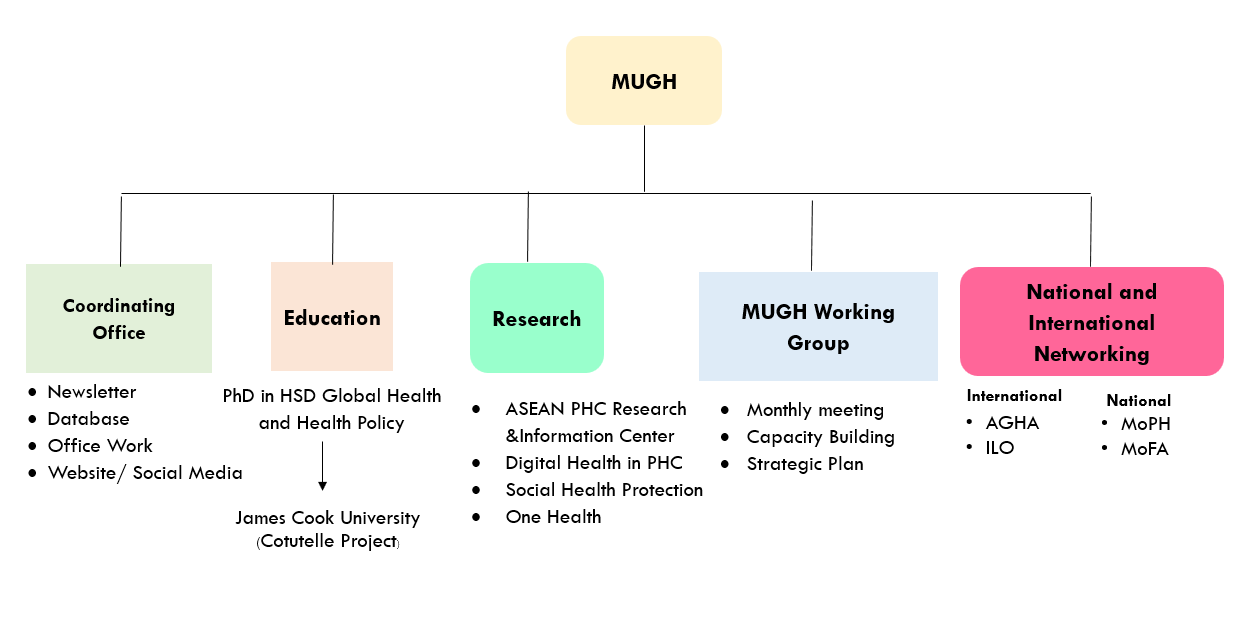 MUGH
Coordinating
Office
• Newsletter
• Database
• Office Work
• Website/ Social Media
Education
PhD in HSD Global Health
and Health Policy
James Cook University
(Cotutelle Project)
Research
• ASEAN PHC Research
&Information Center
• Digital Health in PHC
• Social Health Protection
• One Health
MUGH Working
Group
• Monthly meeting
• Capacity Building
• Strategic Plan
National and
International
Networking
International
• AGHA
• ILO
National
• MoPH
• MoFA